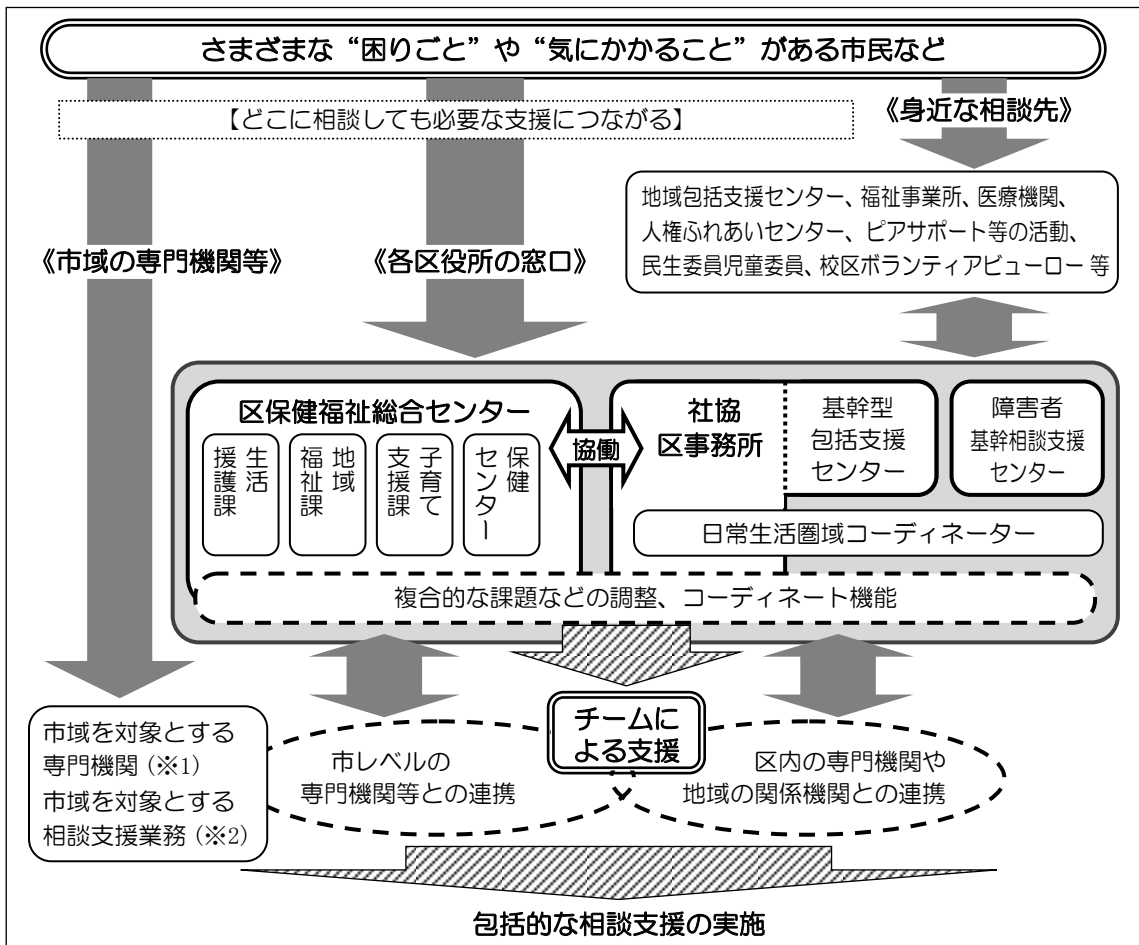 さまざまな“困りごと”や“気にかかること”がある市民など
【どこに相談しても必要な支援につながる】
《身近な相談先》
地域包括支援センター、福祉事業所、医療機関、
人権ふれあいセンター、ピアサポート等の活動、
民生委員児童委員、校区ボランティアビューロー 等
《市域の専門機関等》
《各区役所の窓口》
区保健福祉総合センター
生活
援護課
地域
福祉課
子育て
支援課
保健
センター
協働
社協
区事務所
基幹型
包括支援
センター
障害者
基幹相談支援
センター
日常生活圏域コーディネーター
複合的な課題などの調整、コーディネート機能
チームに
よる支援
市域を対象とする
専門機関（※1）
市域を対象とする
相談支援業務（※2）
市レベルの
専門機関等との連携
区内の専門機関や
地域の関係機関との連携
包括的な相談支援の実施